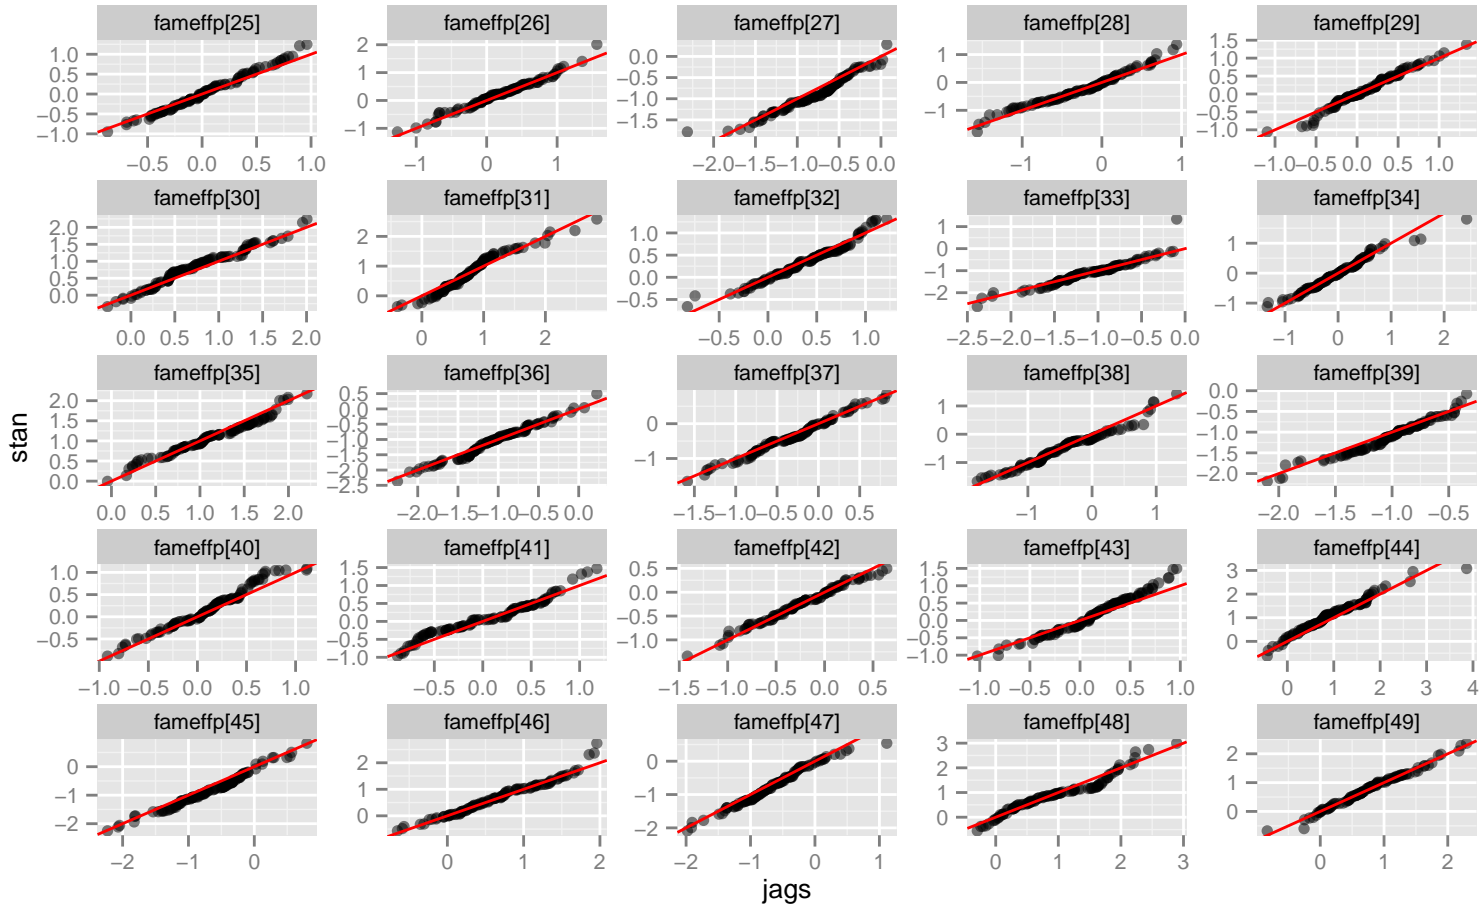 fameffp[25] fameffp[26] fameffp[27] fameffp[28] fameffp[29]
1.0 0.5 0.0 −0.5 −1.0
2 1 0 −1
0.0 −0.5 −1.0 −1.5
1 0 −1
1.5 1.0 0.5 0.0 −0.5 −1.0
−0.5 0.0 0.5 1.0
−1 0 1
−2.0 −1.5 −1.0 −0.5 0.0
−1 0 1
−1.0 −0.5 0.0 0.5 1.0
fameffp[30] fameffp[31] fameffp[32] fameffp[33] fameffp[34]
2.0 1.5 1.0 0.5 0.0
2 1 0
1.0 0.5 0.0 −0.5
1 0 −1 −2
1 0 −1
0.0 0.5 1.0 1.5 2.0
0 1 2
−0.5 0.0 0.5 1.0
−2.5 −2.0 −1.5 −1.0 −0.5 0.0
−1 0 1 2
fameffp[35] fameffp[36] fameffp[37] fameffp[38] fameffp[39]
2.0 1.5 1.0 0.5 0.0
0.5 0.0 −0.5 −1.0 −1.5 −2.0 −2.5
0 −1
1 0 −1
0.0 −0.5 −1.0 −1.5 −2.0
0.0 0.5 1.0 1.5 2.0
−2.0 −1.5 −1.0 −0.5 0.0
−1.5 −1.0 −0.5 0.0 0.5
−1 0 1
−2.0 −1.5 −1.0 −0.5
fameffp[40] fameffp[41] fameffp[42] fameffp[43] fameffp[44]
1.0 0.5 0.0 −0.5
1.5 1.0 0.5 0.0 −0.5 −1.0
0.5 0.0 −0.5 −1.0
1.5 1.0 0.5 0.0 −0.5 −1.0
3 2 1 0
−1.0 −0.5 0.0 0.5 1.0
−0.5 0.0 0.5 1.0
−1.5 −1.0 −0.5 0.0 0.5
−1.0 −0.5 0.0 0.5 1.0
0 1 2 3 4
fameffp[45] fameffp[46] fameffp[47] fameffp[48] fameffp[49]
0 −1 −2
2 1 0
0 −1 −2
3 2 1 0
2 1 0
−2 −1 0
0 1 2
−2 −1 0 1
0 1 2 3
0 1 2
stan
jags